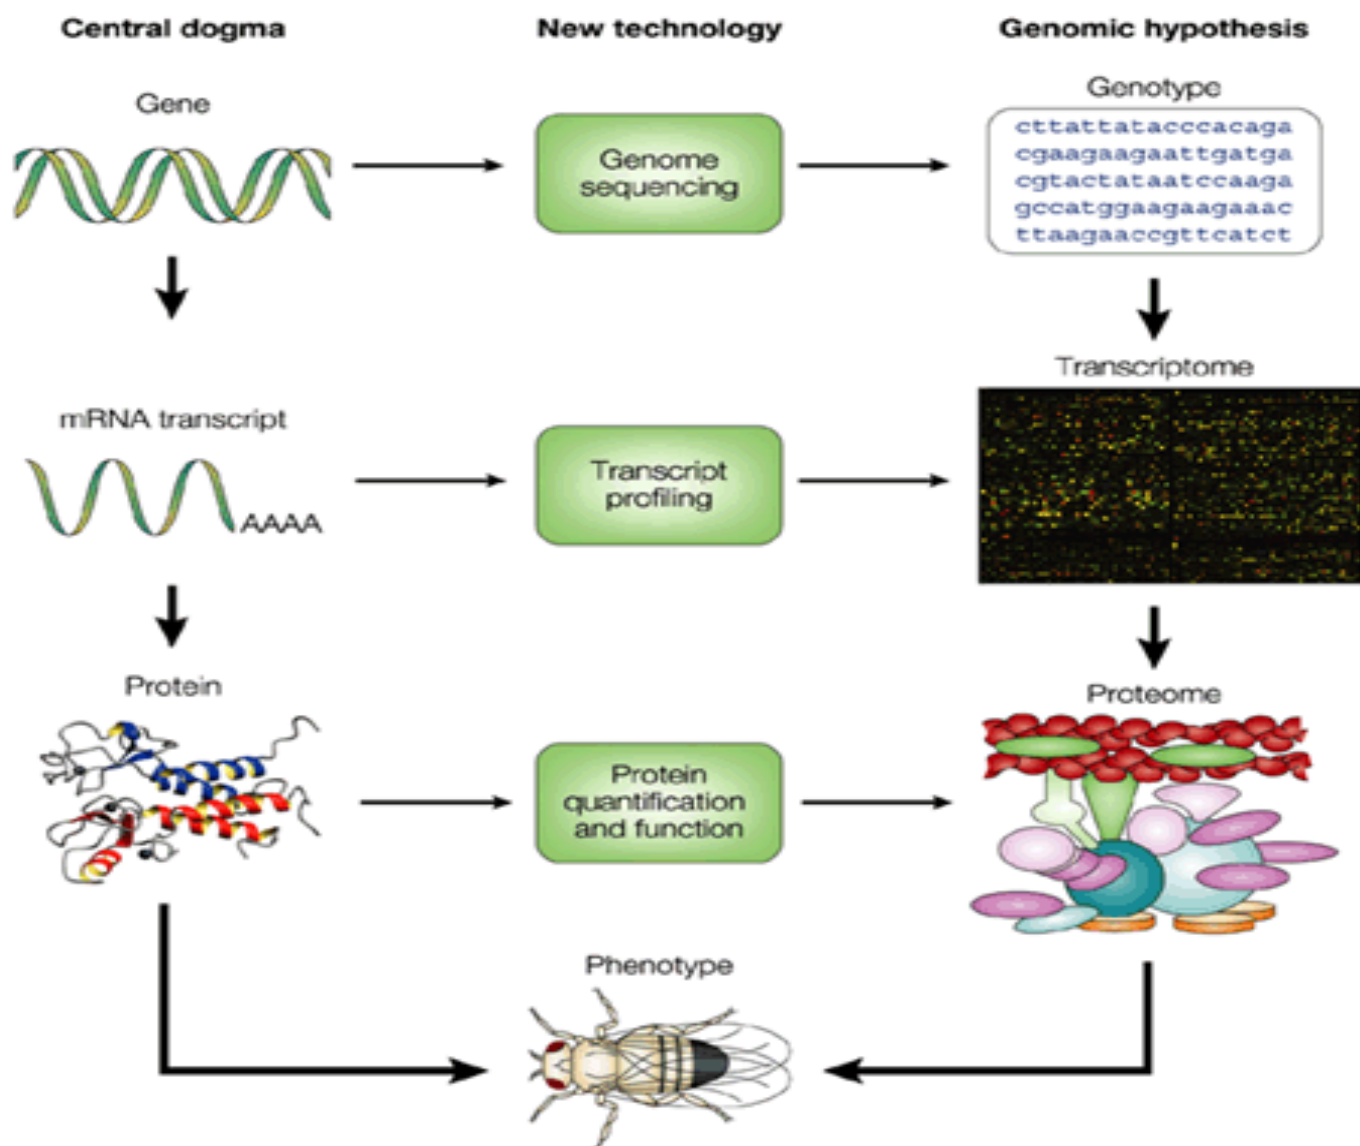 Central dogma
New technology
Genomic hypothesis
Gene
Genome
sequencing
Genotype
cttattatacccacaga
cgaagaagaattgatga
cgtactataatccaaga
gccatggaagaagaaac
ttaagaaccgttcatct
mRNA transcript
AAAA
Transcript
profiling
Transcriptome
Protein
Protein
quantification
and function
Proteome
Phenotype